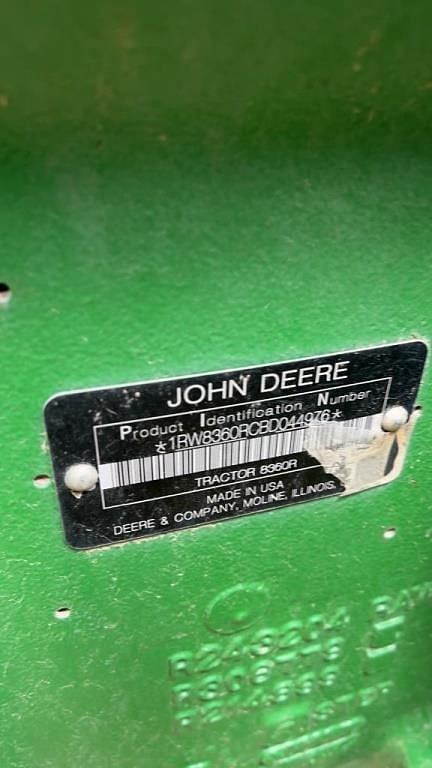 JOHN DEERE
Product Identification Number
*1RW8360RCBD044976*
TRACTOR 8360R
MADE IN USA
DEERE & COMPANY, MOLINE, ILLINOIS.